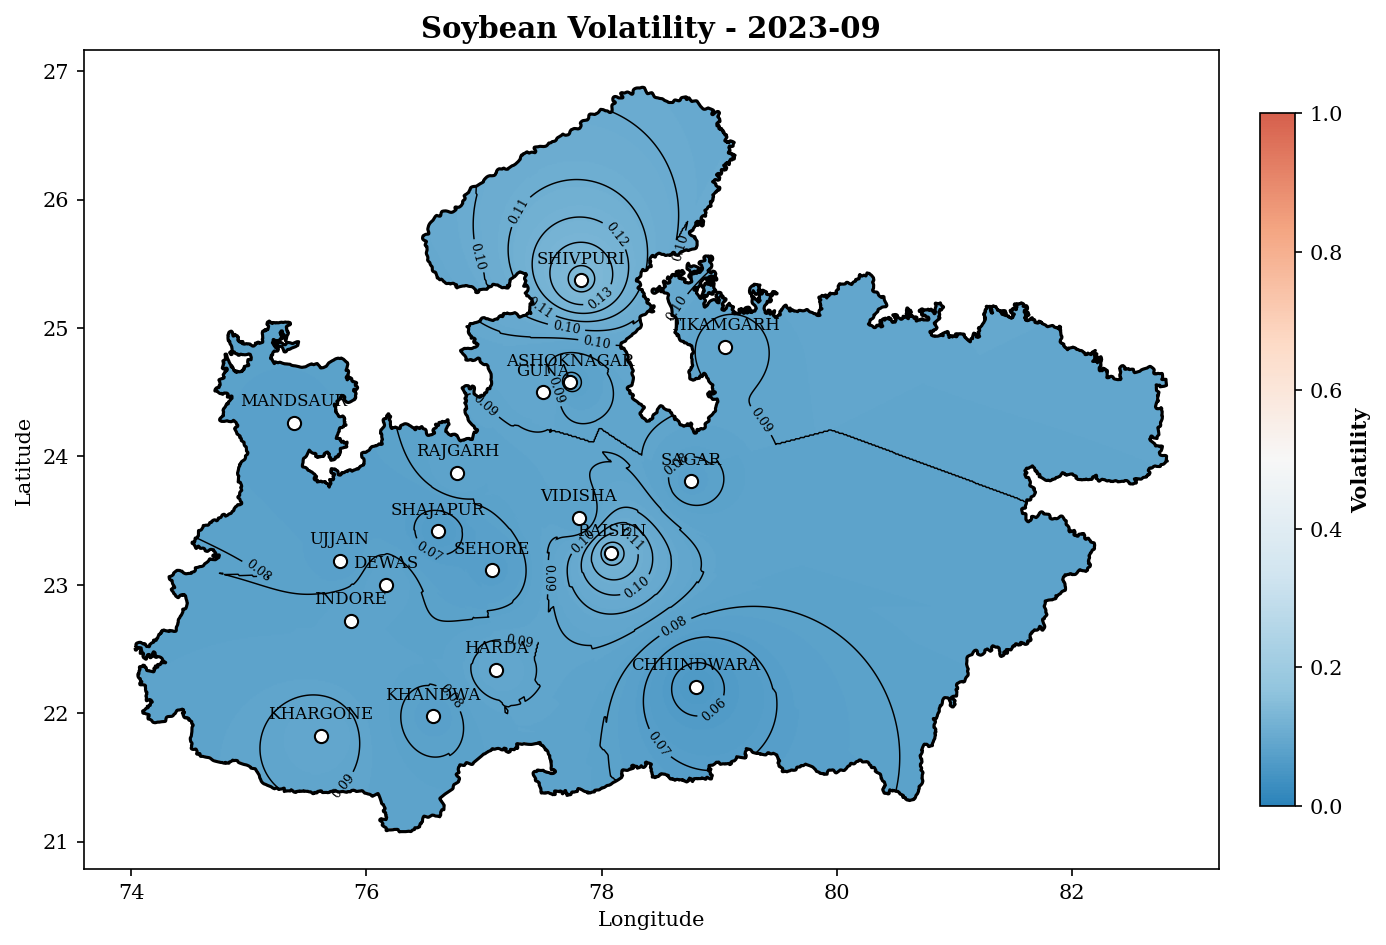 Soybean Volatility - 2023-09
27
26
25
24
23
22
21
Latitude
74
76
78
80
82
Longitude
1.0
0.8
0.6
0.4
0.2
0.0
Volatility
0.11
0.12
0.10
0.10
SHIVPURI
0.13
0.11
0.10
0.10
0.10
TIKAMGARH
ASHOKNAGAR
GUNA
0.09
0.09
0.09
MANDSAUR
RAJGARH
SAGAR
VIDISHA
SHAJAPUR
RAISEN
0.11
0.10
UJJAIN
0.07
SEHORE
DEWAS
0.08
0.09
0.10
INDORE
0.08
HARDA
0.09
CHHINDWARA
KHANDWA
0.08
KHARGONE
0.06
0.07
0.09